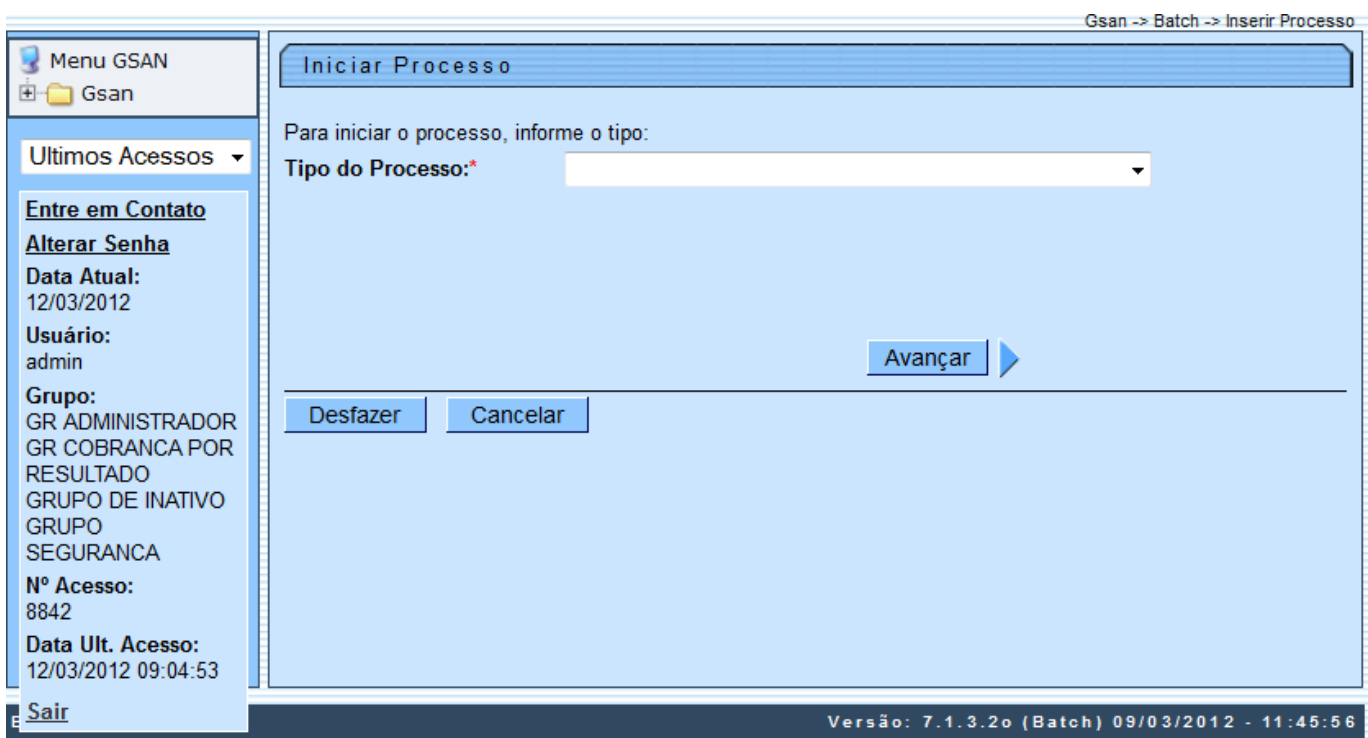 Gsan -> Batch -> Inserir Processo
Menu GSAN
Gsan
Ultimos Acessos
Entre em Contato
Alterar Senha
Data Atual:
12/03/2012
Usuário:
admin
Grupo:
GR ADMINISTRADOR
GR COBRANCA POR
RESULTADO
GRUPO DE INATIVO
GRUPO
SEGURANCA
Nº Acesso:
8842
Data Ult. Acesso:
12/03/2012 09:04:53
Sair
Iniciar Processo
Para iniciar o processo, informe o tipo:
Tipo do Processo:*
Avançar
Desfazer Cancelar
Versão: 7.1.3.2o (Batch) 09/03/2012 - 11:45:56